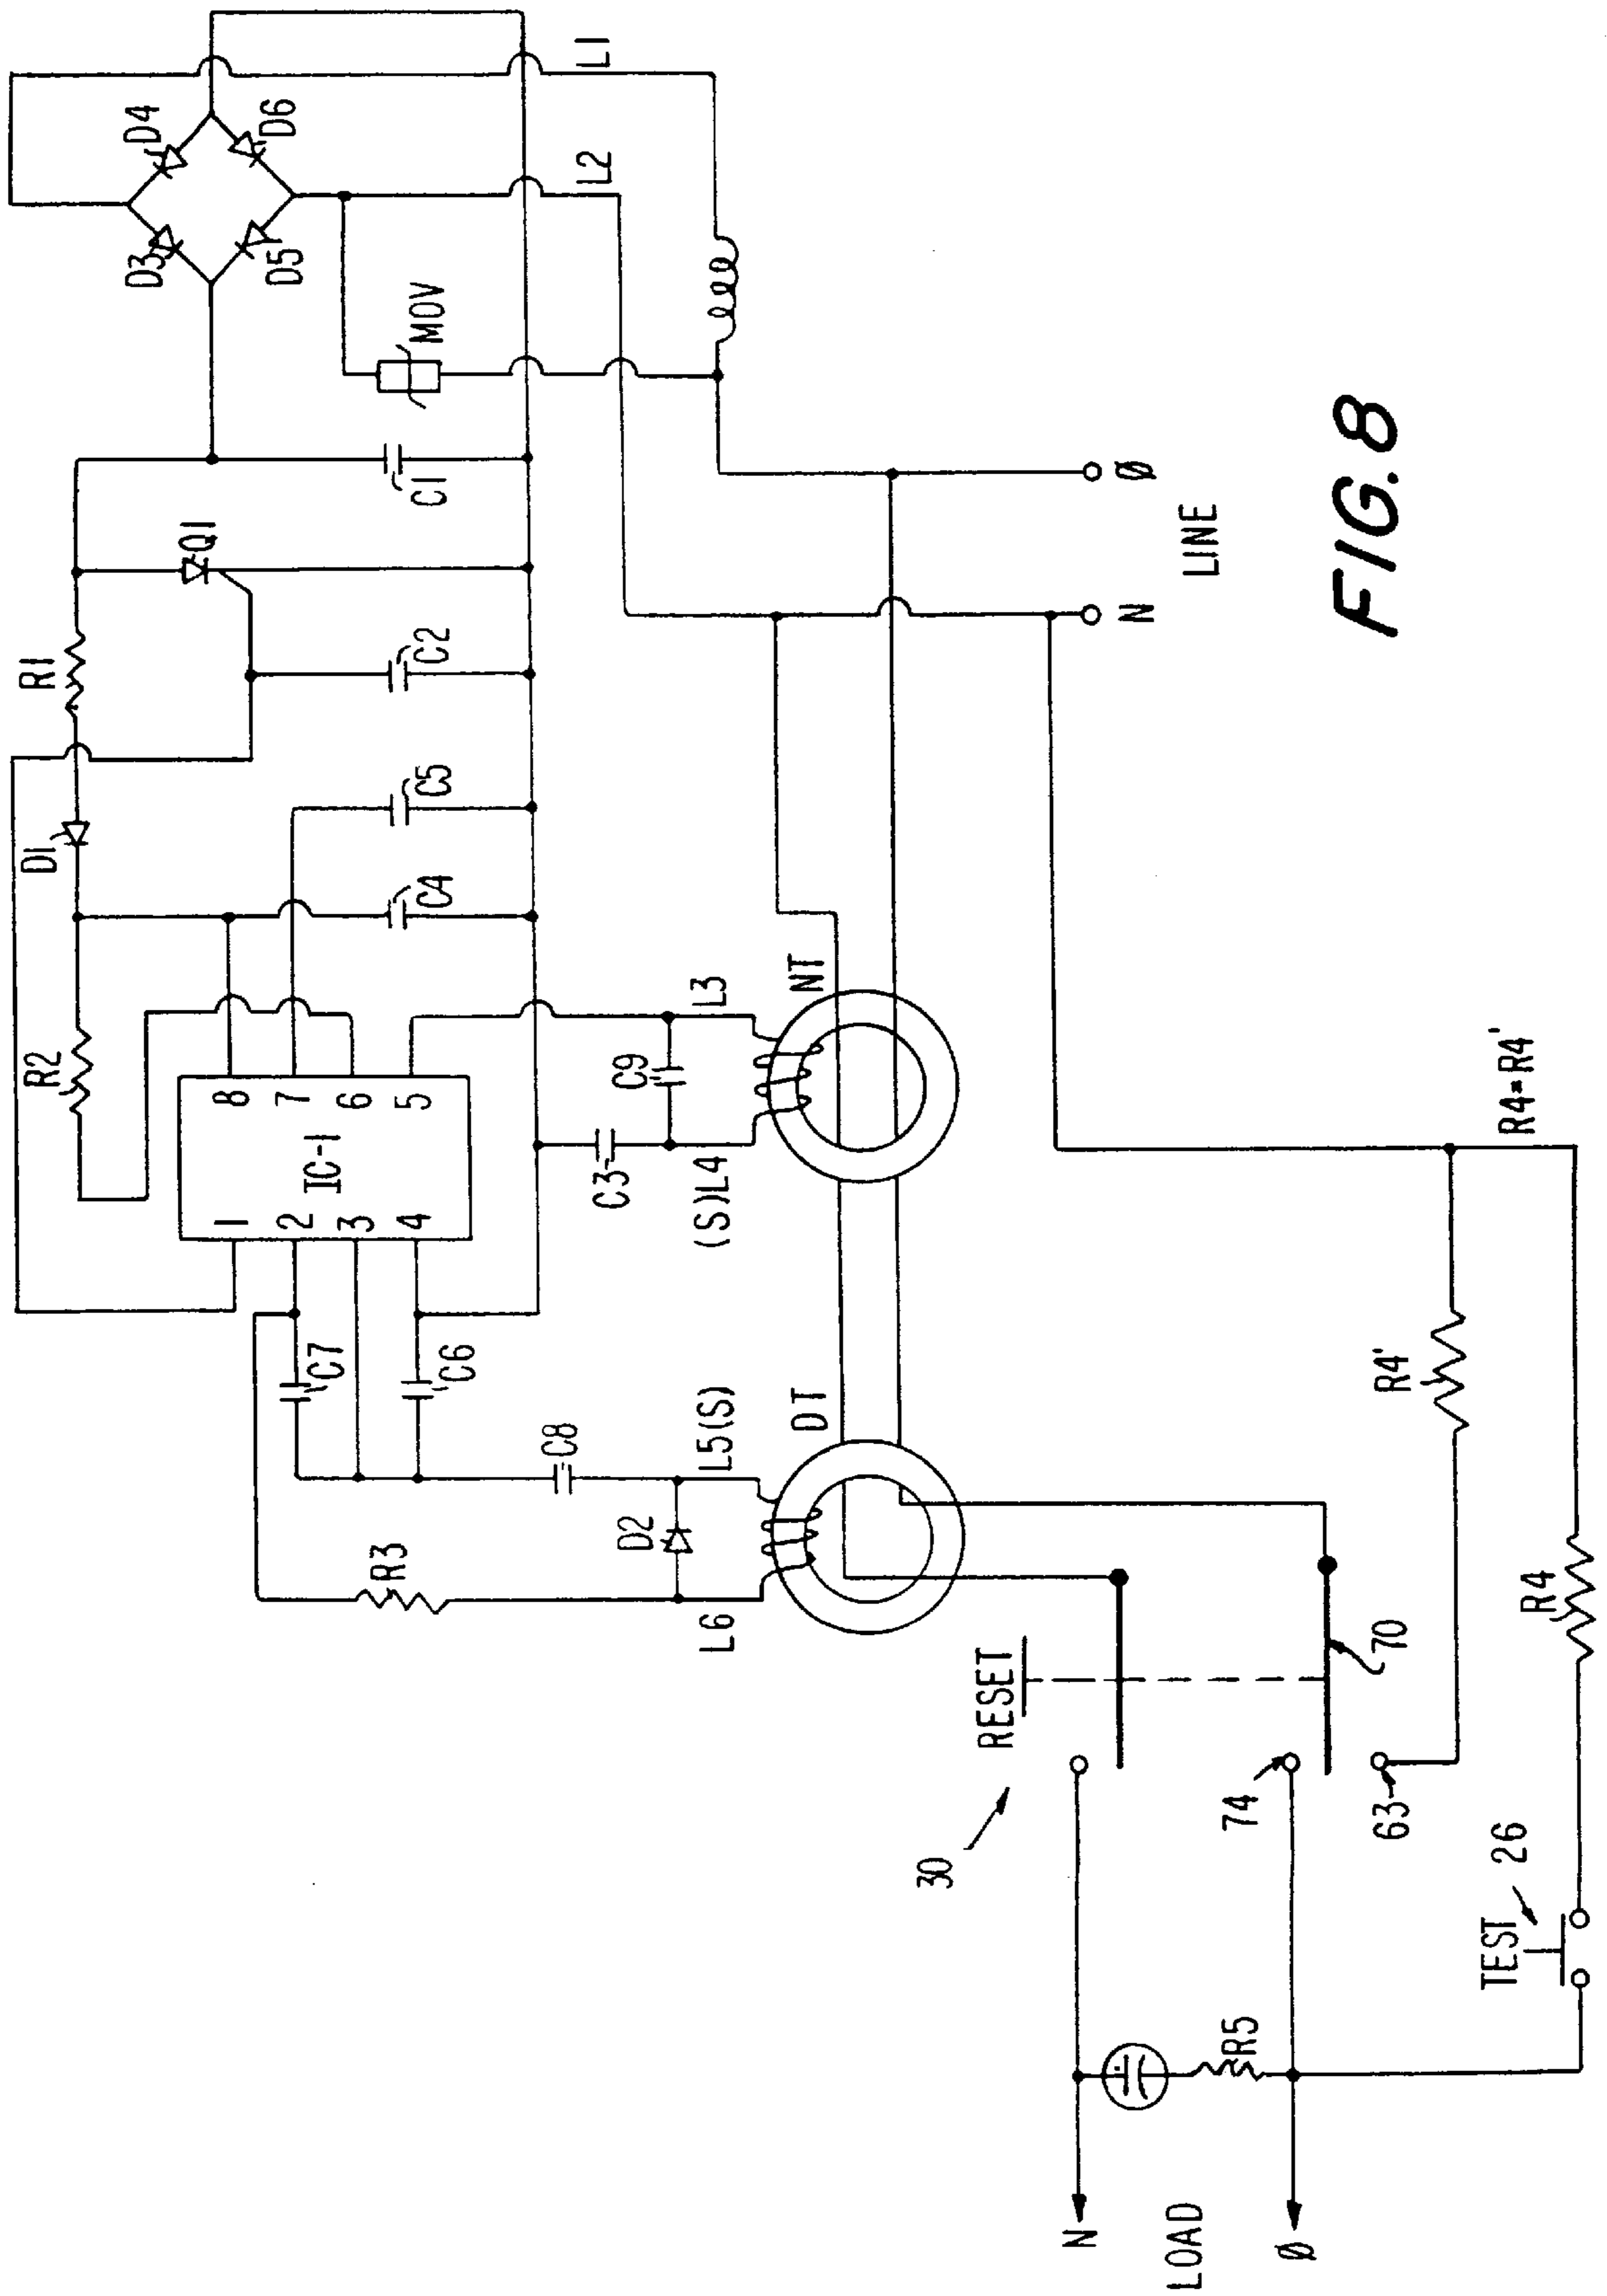 L1
D4
D6
L2
D3
D5
MOV
C1
Q1
R1
C2
C5
D1
C4
R2
8
7
6
5
IC-1
1
2
3
4
L3
NT
C9
C3
(S)L4
C7
C6
C8
L5(S)
DT
D2
R3
L6
Ø
LINE
N
R4=R4'
R4'
R4
RESET
70
30
74
63
26
TEST
R5
N
LOAD
Ø
FIG. 8